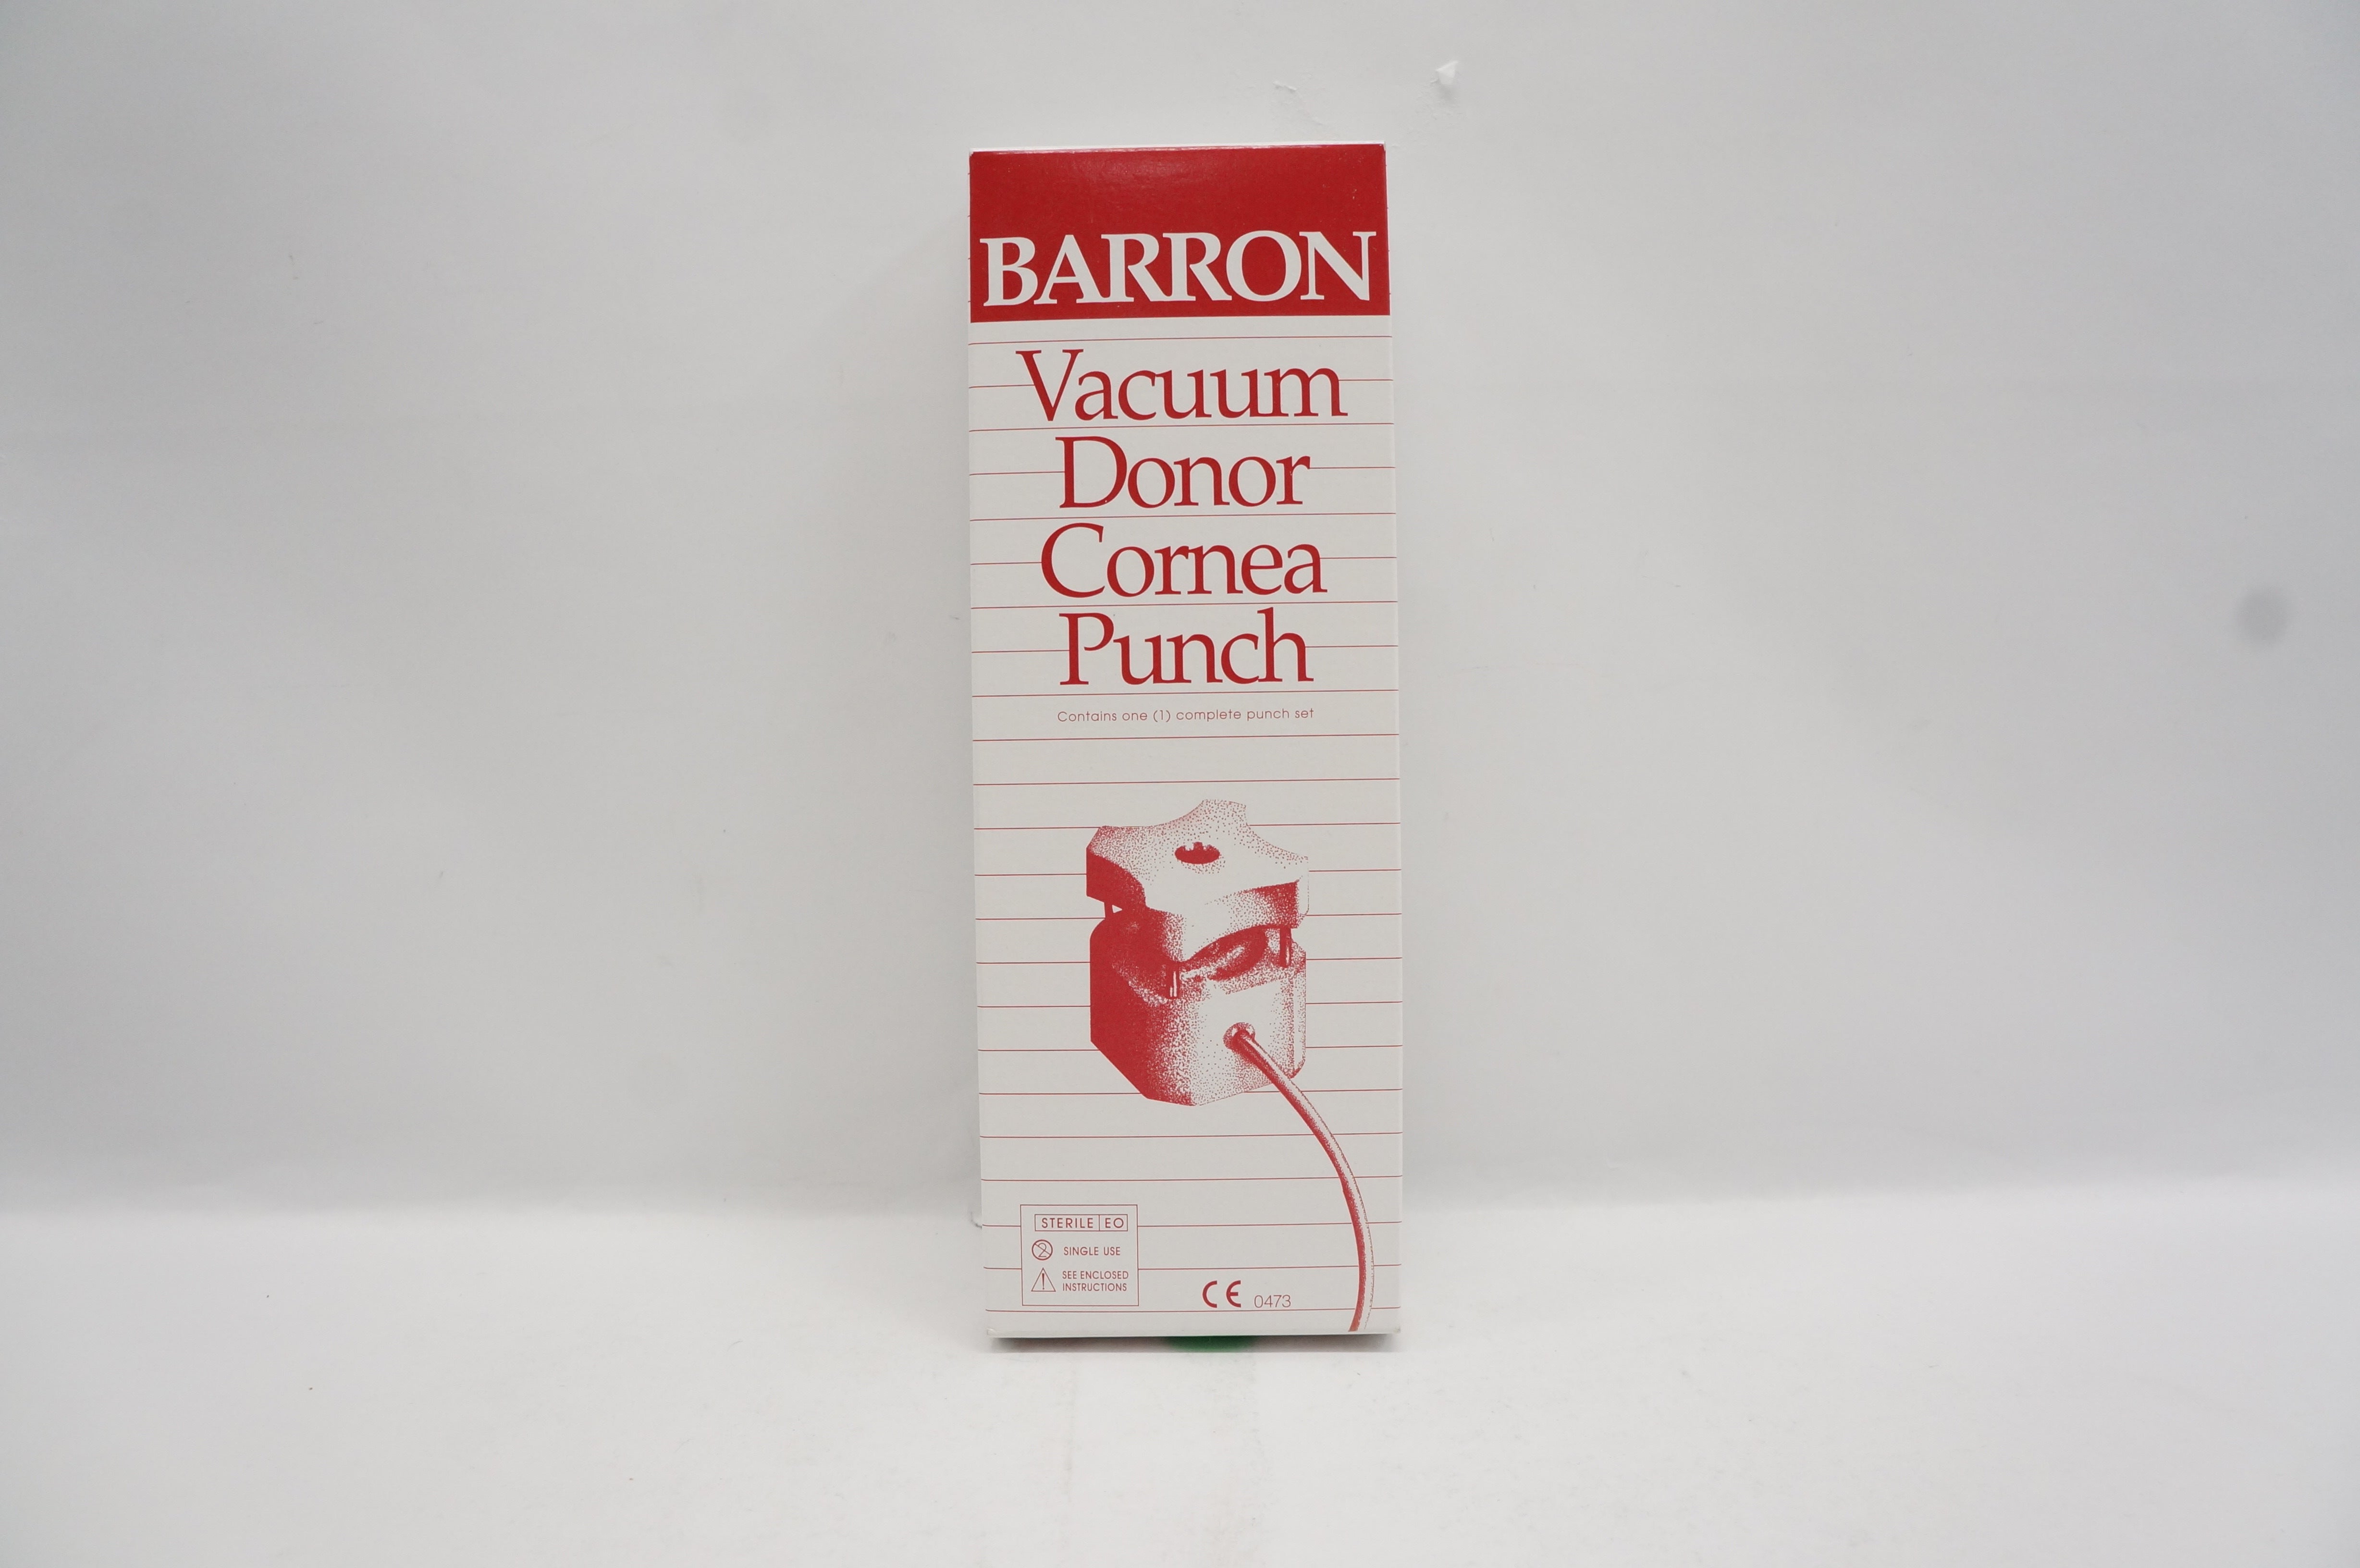 BARRON
Vacuum
Donor
Cornea
Punch
Contains one (1) complete punch set
STERILE EO
2 SINGLE USE
! SEE ENCLOSED
INSTRUCTIONS
CE 0473